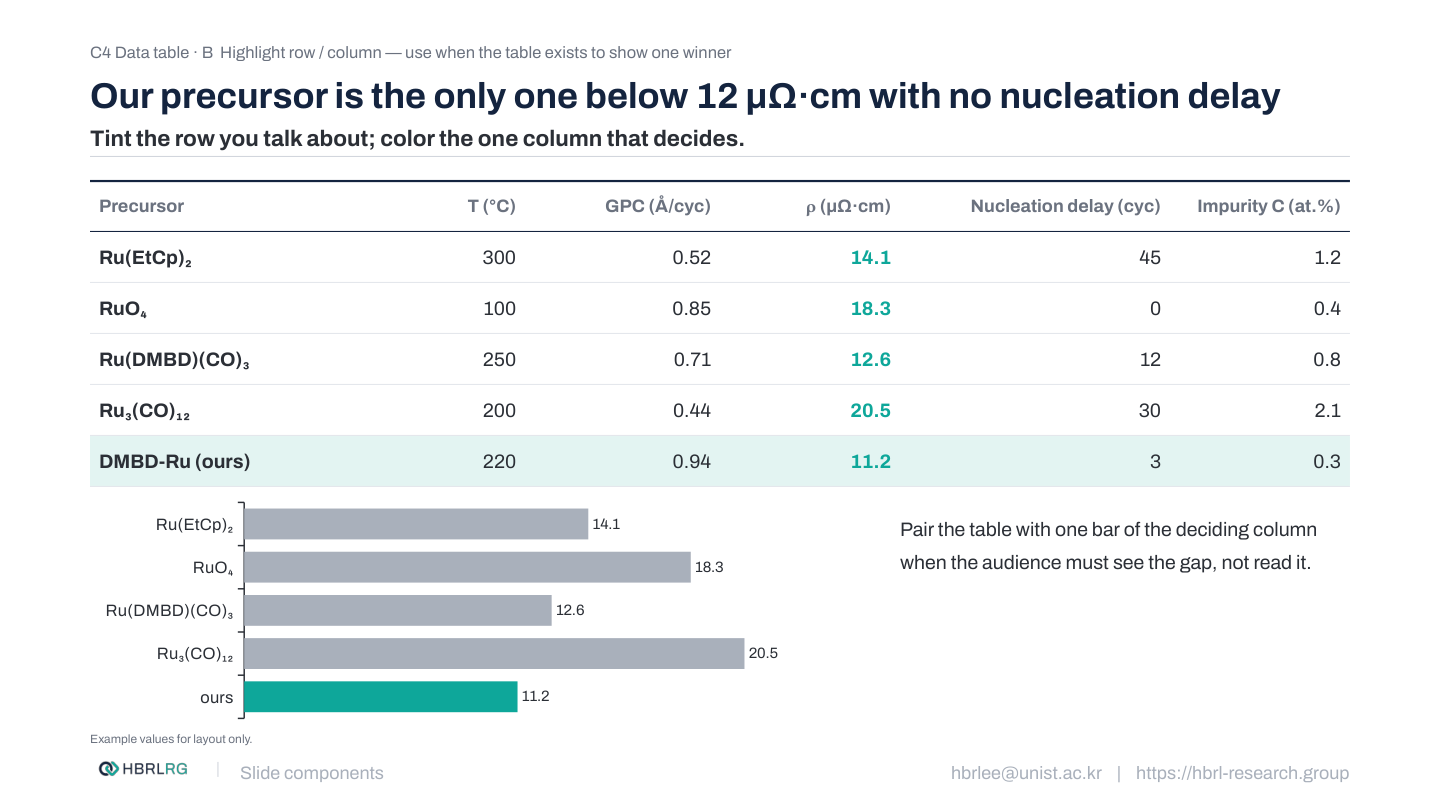 C4 Data table · B Highlight row / column — use when the table exists to show one winner
Our precursor is the only one below 12 µΩ·cm with no nucleation delay
Tint the row you talk about; color the one column that decides.
Precursor T (°C) GPC (Å/cyc) ρ (µΩ·cm) Nucleation delay (cyc) Impurity C (at.%)
Ru(EtCp)₂ 300 0.52 14.1 45 1.2
RuO₄ 100 0.85 18.3 0 0.4
Ru(DMBD)(CO)₃ 250 0.71 12.6 12 0.8
Ru₃(CO)₁₂ 200 0.44 20.5 30 2.1
DMBD-Ru (ours) 220 0.94 11.2 3 0.3
Ru(EtCp)₂ 14.1
RuO₄ 18.3
Ru(DMBD)(CO)₃ 12.6
Ru₃(CO)₁₂ 20.5
ours 11.2
Pair the table with one bar of the deciding column
when the audience must see the gap, not read it.
Example values for layout only.
HBRLRG | Slide components
hbrlee@unist.ac.kr | https://hbrl-research.group